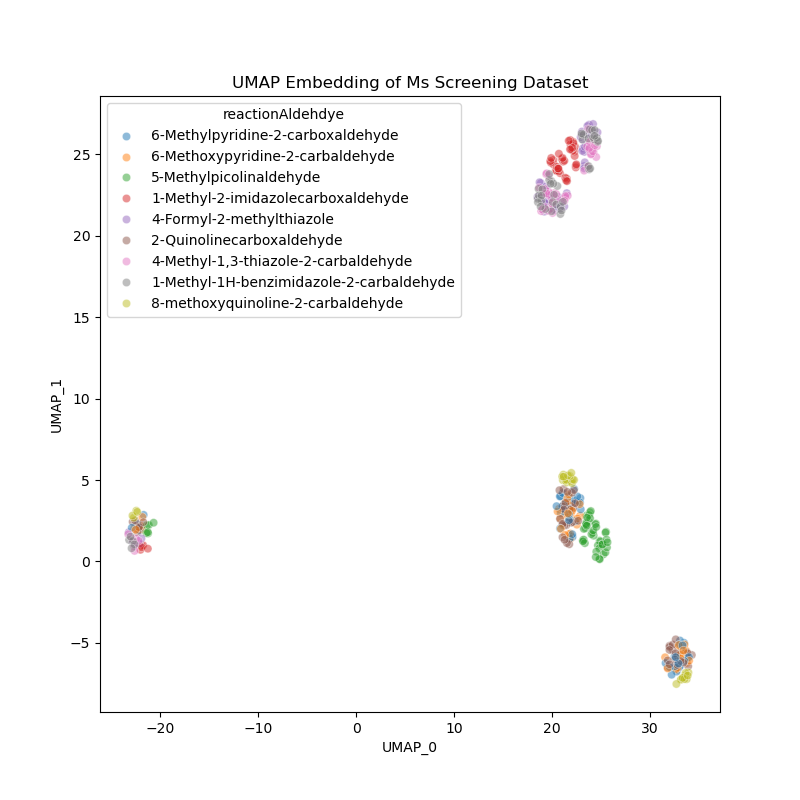 UMAP Embedding of Ms Screening Dataset
reactionAldehdye
6-Methylpyridine-2-carboxaldehyde
6-Methoxypyridine-2-carbaldehyde
5-Methylpicolinaldehyde
1-Methyl-2-imidazolecarboxaldehyde
4-Formyl-2-methylthiazole
2-Quinolinecarboxaldehyde
4-Methyl-1,3-thiazole-2-carbaldehyde
1-Methyl-1H-benzimidazole-2-carbaldehyde
8-methoxyquinoline-2-carbaldehyde
25
20
15
10
5
0
−5
UMAP_1
−20 −10 0 10 20 30
UMAP_0